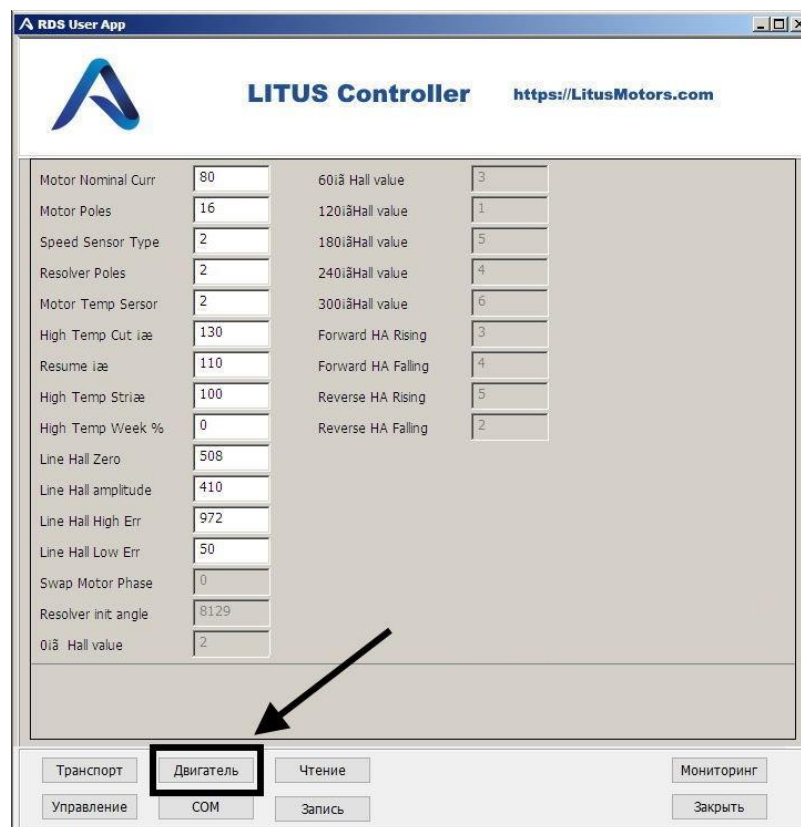 RDS User App
LITUS Controller https://LitusMotors.com
Motor Nominal Curr 80 60iã Hall value 3
Motor Poles 16 120iãHall value 1
Speed Sensor Type 2 180iãHall value 5
Resolver Poles 2 240iãHall value 4
Motor Temp Sersor 2 300iãHall value 6
High Temp Cut iæ 130 Forward HA Rising 3
Resume iæ 110 Forward HA Falling 4
High Temp Striæ 100 Reverse HA Rising 5
High Temp Week % 0 Reverse HA Falling 2
Line Hall Zero 508
Line Hall amplitude 410
Line Hall High Err 972
Line Hall Low Err 50
Swap Motor Phase 0
Resolver init angle 8129
0iã Hall value 2
Транспорт Двигатель Чтение Мониторинг
Управление COM Запись Закрыть